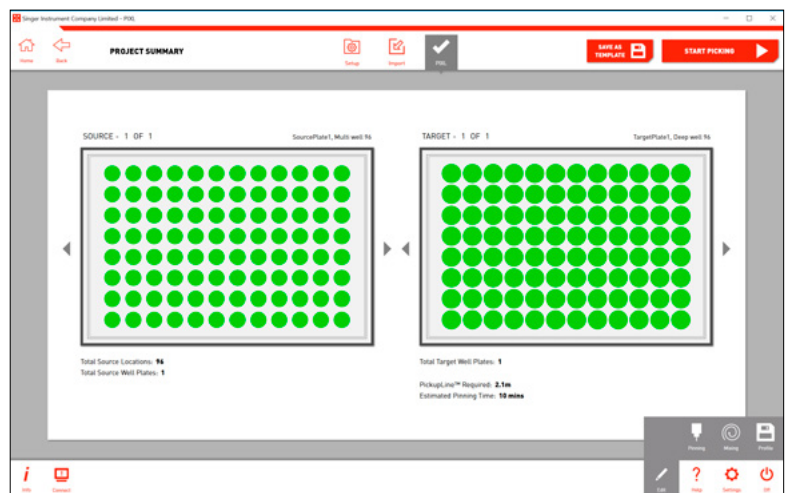 Singer Instrument Company Limited - PIXL
Home
Back
PROJECT SUMMARY
Setup
Import
PIXL
SAVE AS
TEMPLATE
START PICKING
SOURCE - 1 OF 1
SourcePlate1, Multi well 96
TARGET - 1 OF 1
TargetPlate1, Deep well 96
Total Source Locations: 96
Total Source Well Plates: 1
Total Target Well Plates: 1
PickupLine™ Required: 2.1m
Estimated Pinning Time: 10 mins
Pinning
Mixing
Profile
Info
Connect
Edit
Help
Settings
Off